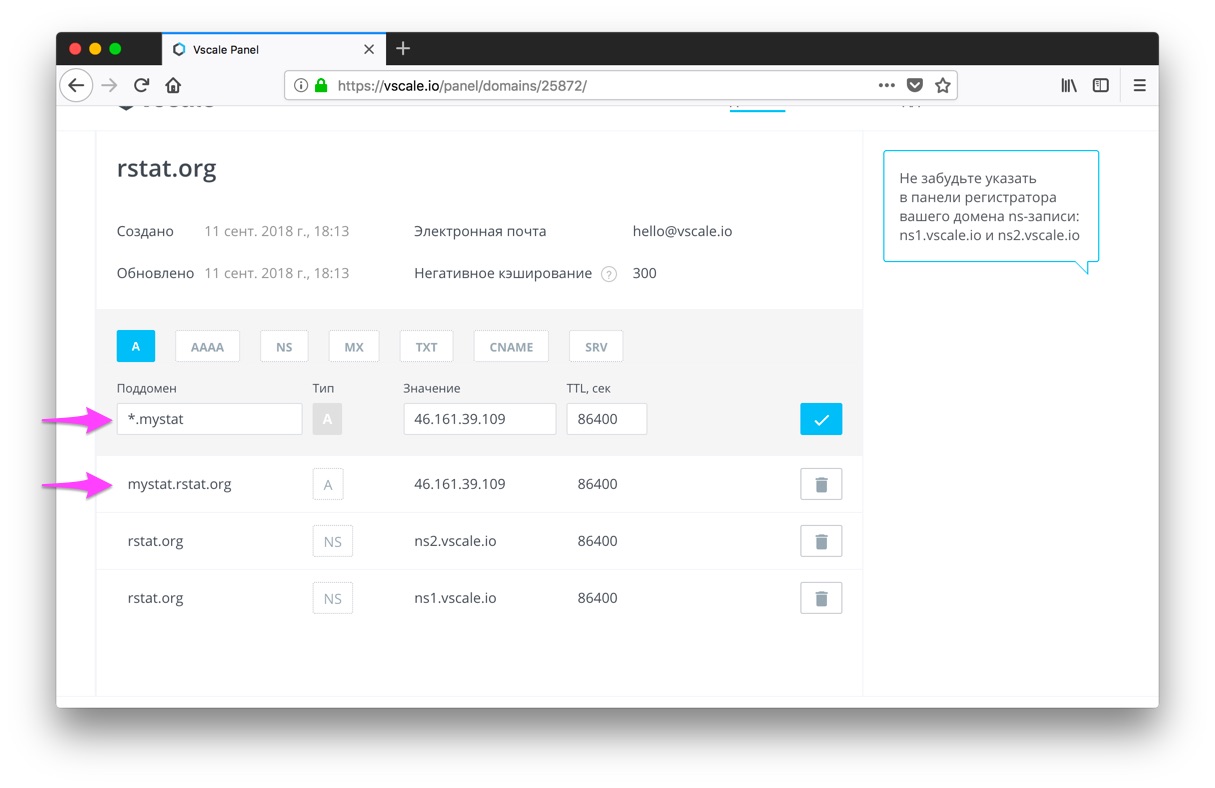 Vscale Panel
https://vscale.io/panel/domains/25872/
rstat.org
Создано 11 сент. 2018 г., 18:13 Электронная почта hello@vscale.io
Обновлено 11 сент. 2018 г., 18:13 Негативное кэширование ? 300
Не забудьте указать
в панели регистратора
вашего домена ns-записи:
ns1.vscale.io и ns2.vscale.io
A AAAA NS MX TXT CNAME SRV
Поддомен Тип Значение TTL, сек
*.mystat A 46.161.39.109 86400
mystat.rstat.org A 46.161.39.109 86400
rstat.org NS ns2.vscale.io 86400
rstat.org NS ns1.vscale.io 86400